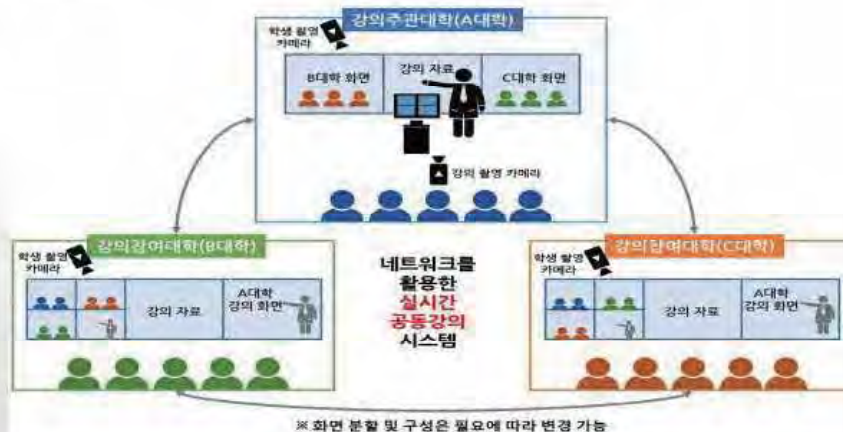 강의주관대학(A대학)
학생 촬영
카메라
B대학 화면
강의 자료
C대학 화면
강의 촬영 카메라
강의참여대학(B대학)
학생 촬영
카메라
강의 자료
A대학
강의 화면
네트워크를
활용한
실시간
공동강의
시스템
강의참여대학(C대학)
학생 촬영
카메라
강의 자료
A대학
강의 화면
※ 화면 분할 및 구성은 필요에 따라 변경 가능